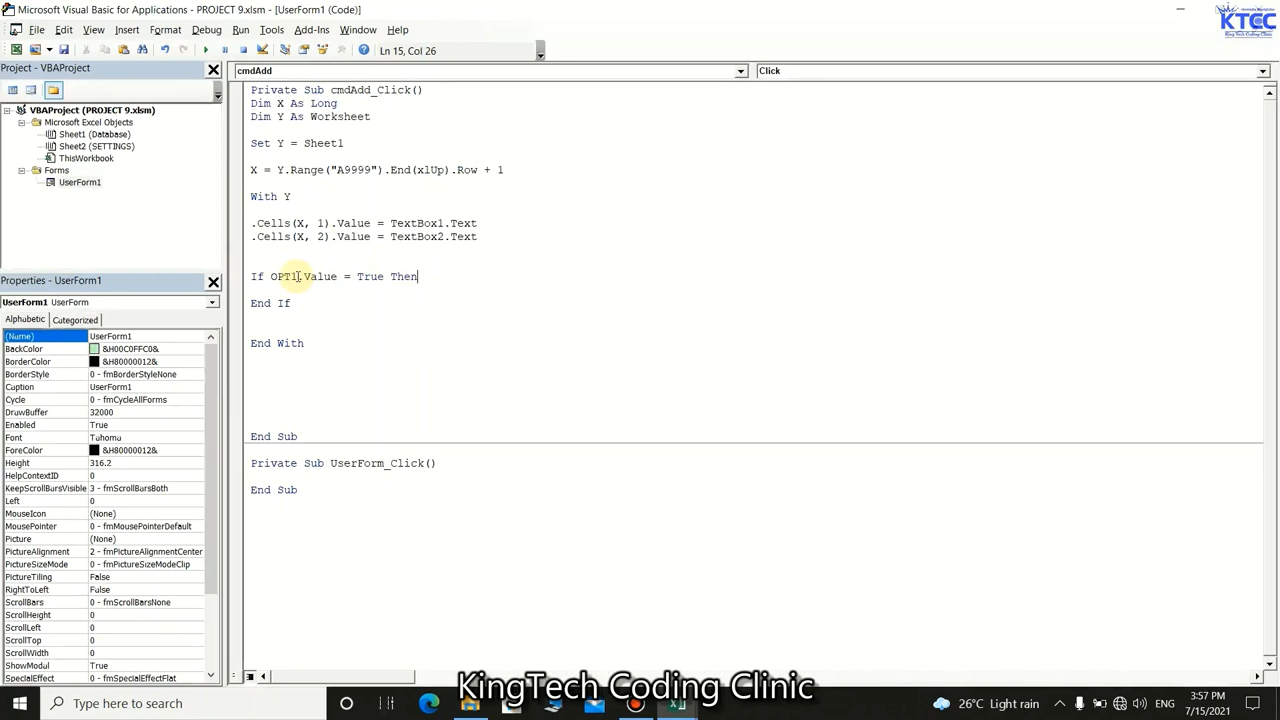 Microsoft Visual Basic for Applications - PROJECT 9.xlsm - [UserForm1 (Code)]
KTCC
King Tech Coding Clinic
File Edit View Insert Format Debug Run Tools Add-Ins Window Help
Ln 15, Col 26
Project - VBAProject
cmdAdd
Click
VBAProject (PROJECT 9.xlsm)
Microsoft Excel Objects
Sheet1 (Database)
Sheet2 (SETTINGS)
ThisWorkbook
Forms
UserForm1
Properties - UserForm1
UserForm1 UserForm
Alphabetic Categorized
(Name) UserForm1
BackColor &H00C0FFC0&
BorderColor &H80000012&
BorderStyle 0 - fmBorderStyleNone
Caption UserForm1
Cycle 0 - fmCycleAllForms
DrawBuffer 32000
Enabled True
Font Tahoma
ForeColor &H80000012&
Height 316.2
HelpContextID 0
KeepScrollBarsVisible 3 - fmScrollBarsBoth
Left 0
MouseIcon (None)
MousePointer 0 - fmMousePointerDefault
Picture (None)
PictureAlignment 2 - fmPictureAlignmentCenter
PictureSizeMode 0 - fmPictureSizeModeClip
PictureTiling False
RightToLeft False
ScrollBars 0 - fmScrollBarsNone
ScrollHeight 0
ScrollLeft 0
ScrollTop 0
ScrollWidth 0
ShowModal True
SpecialEffect 0 - fmSpecialEffectFlat
Private Sub cmdAdd_Click()
Dim X As Long
Dim Y As Worksheet
Set Y = Sheet1
X = Y.Range("A9999").End(xlUp).Row + 1
With Y
.Cells(X, 1).Value = TextBox1.Text
.Cells(X, 2).Value = TextBox2.Text
If OPT1.Value = True Then
End If
End With
End Sub
Private Sub UserForm_Click()
End Sub
KingTech Coding Clinic
Type here to search
26°C Light rain
ENG
3:57 PM
7/15/2021